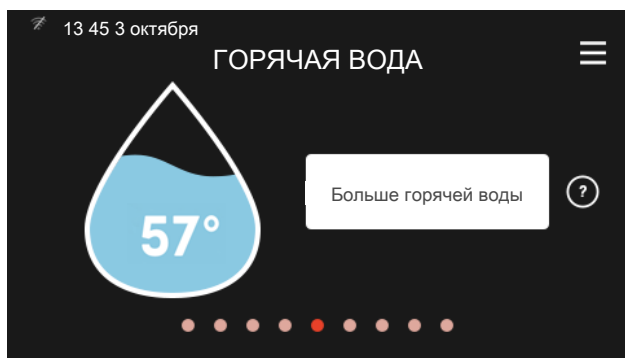 13 45 3 октября
ГОРЯЧАЯ ВОДА
57°
Больше горячей воды
?